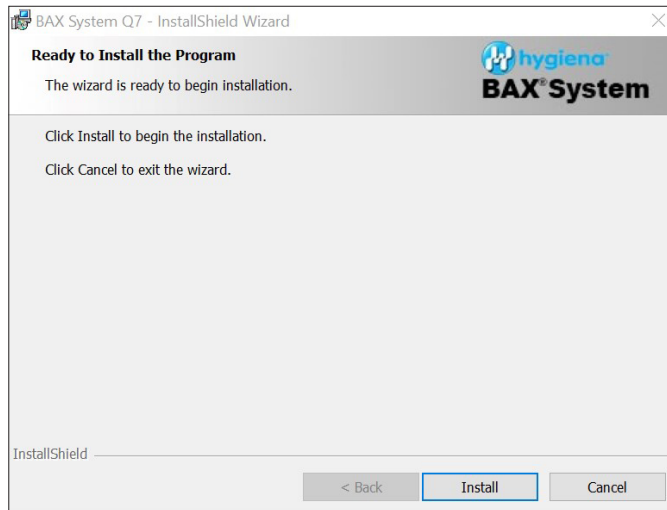 BAX System Q7 - InstallShield Wizard
Ready to Install the Program
The wizard is ready to begin installation.
hygiena
BAX®System
Click Install to begin the installation.
Click Cancel to exit the wizard.
InstallShield
< Back
Install
Cancel